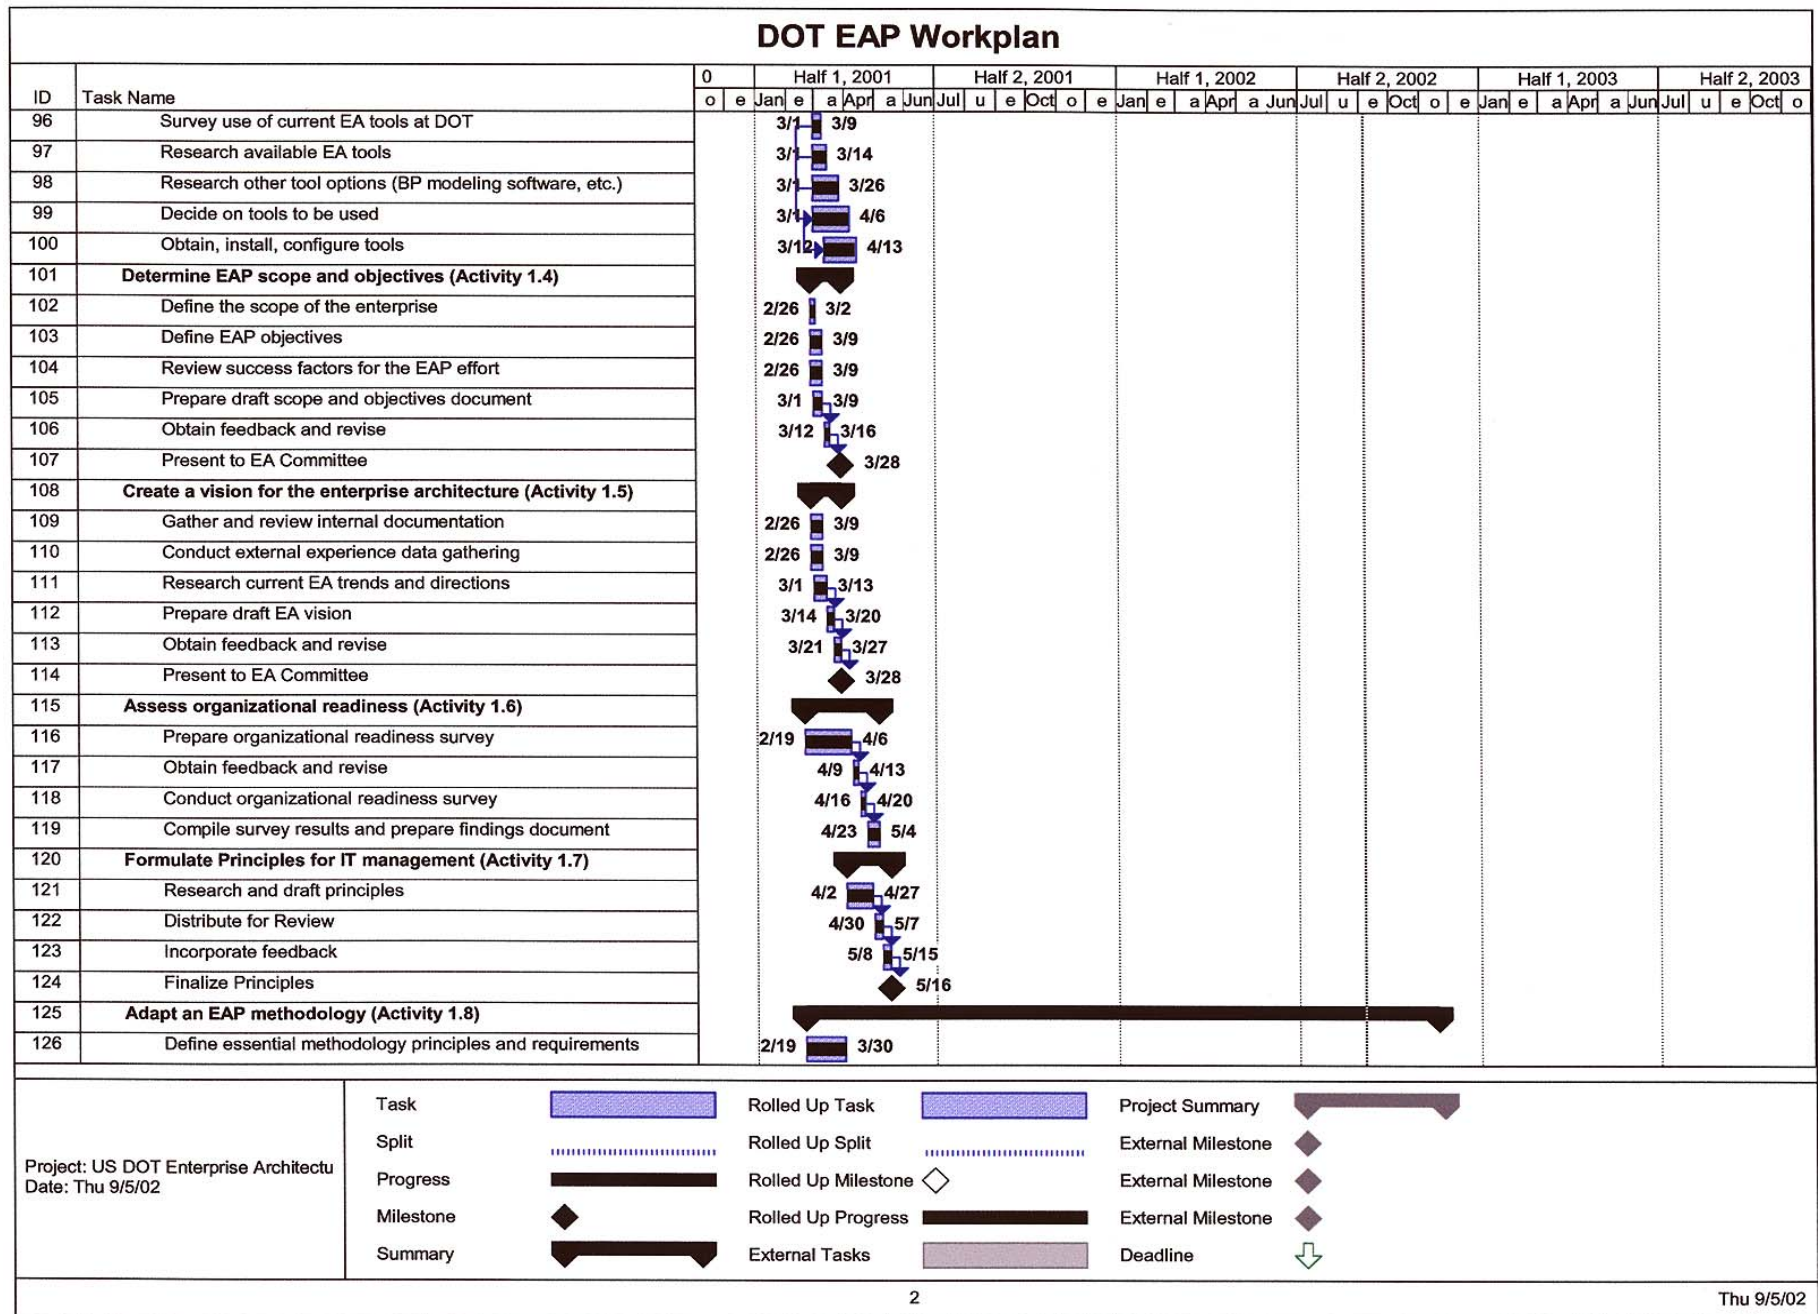 DOT EAP Workplan
ID Task Name 0 Half 1, 2001 Half 2, 2001 Half 1, 2002 Half 2, 2002 Half 1, 2003 Half 2, 2003
o e Jan e a Apr a Jun Jul u e Oct o e Jan e a Apr a Jun Jul u e Oct o e Jan e a Apr a Jun Jul u e Oct o
96 Survey use of current EA tools at DOT 3/1 3/9
97 Research available EA tools 3/1 3/14
98 Research other tool options (BP modeling software, etc.) 3/1 3/26
99 Decide on tools to be used 3/1 4/6
100 Obtain, install, configure tools 3/12 4/13
101 Determine EAP scope and objectives (Activity 1.4)
102 Define the scope of the enterprise 2/26 3/2
103 Define EAP objectives 2/26 3/9
104 Review success factors for the EAP effort 2/26 3/9
105 Prepare draft scope and objectives document 3/1 3/9
106 Obtain feedback and revise 3/12 3/16
107 Present to EA Committee 3/28
108 Create a vision for the enterprise architecture (Activity 1.5)
109 Gather and review internal documentation 2/26 3/9
110 Conduct external experience data gathering 2/26 3/9
111 Research current EA trends and directions 3/1 3/13
112 Prepare draft EA vision 3/14 3/20
113 Obtain feedback and revise 3/21 3/27
114 Present to EA Committee 3/28
115 Assess organizational readiness (Activity 1.6)
116 Prepare organizational readiness survey 2/19 4/6
117 Obtain feedback and revise 4/9 4/13
118 Conduct organizational readiness survey 4/16 4/20
119 Compile survey results and prepare findings document 4/23 5/4
120 Formulate Principles for IT management (Activity 1.7)
121 Research and draft principles 4/2 4/27
122 Distribute for Review 4/30 5/7
123 Incorporate feedback 5/8 5/15
124 Finalize Principles 5/16
125 Adapt an EAP methodology (Activity 1.8)
126 Define essential methodology principles and requirements 2/19 3/30
Project: US DOT Enterprise Architectu
Date: Thu 9/5/02
Task Rolled Up Task Project Summary
Split Rolled Up Split External Milestone
Progress Rolled Up Milestone External Milestone
Milestone Rolled Up Progress External Milestone
Summary External Tasks Deadline
2 Thu 9/5/02